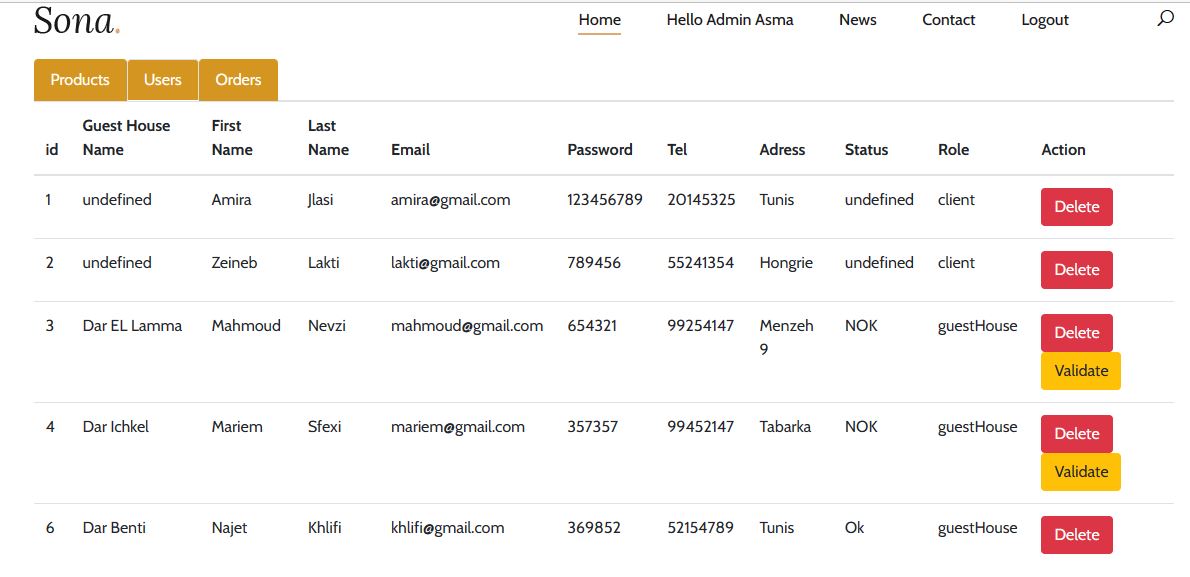 Sona.
Home Hello Admin Asma News Contact Logout
Products Users Orders
id Guest House Name First Name Last Name Email Password Tel Adress Status Role Action
1 undefined Amira Jlasi amira@gmail.com 123456789 20145325 Tunis undefined client Delete
2 undefined Zeineb Lakti lakti@gmail.com 789456 55241354 Hongrie undefined client Delete
3 Dar EL Lamma Mahmoud Nevzi mahmoud@gmail.com 654321 99254147 Menzeh 9 NOK guestHouse Delete
Validate
4 Dar Ichkel Mariem Sfexi mariem@gmail.com 357357 99452147 Tabarka NOK guestHouse Delete
Validate
6 Dar Benti Najet Khlifi khlifi@gmail.com 369852 52154789 Tunis Ok guestHouse Delete